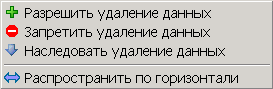 Разрешить удаление данных
Запретить удаление данных
Наследовать удаление данных
Распространить по горизонтали